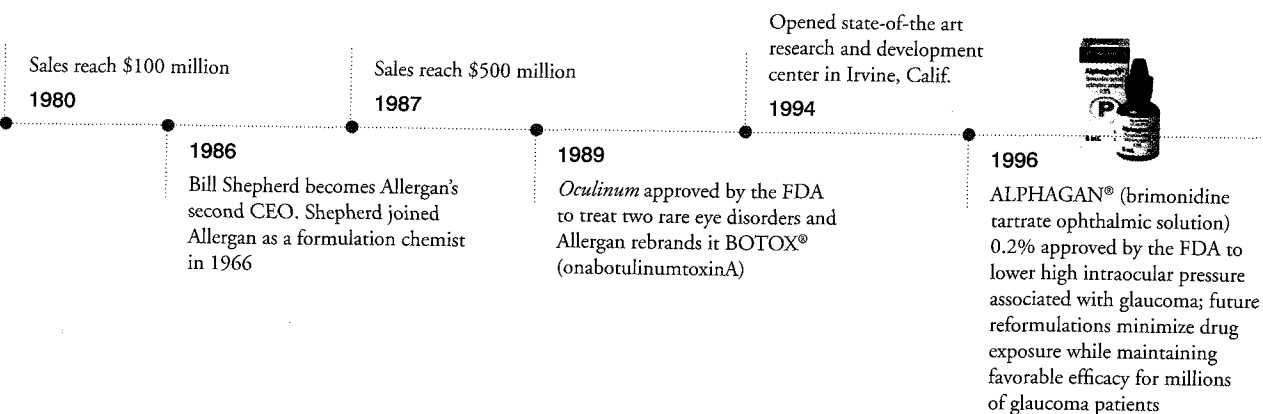 Sales reach $100 million
1980
1986
Bill Shepherd becomes Allergan's
second CEO. Shepherd joined
Allergan as a formulation chemist
in 1966
Sales reach $500 million
1987
1989
Oculinum approved by the FDA
to treat two rare eye disorders and
Allergan rebrands it BOTOX®
(onabotulinumtoxinA)
Opened state-of-the art
research and development
center in Irvine, Calif.
1994
P
1996
ALPHAGAN® (brimonidine
tartrate ophthalmic solution)
0.2% approved by the FDA to
lower high intraocular pressure
associated with glaucoma; future
reformulations minimize drug
exposure while maintaining
favorable efficacy for millions
of glaucoma patients